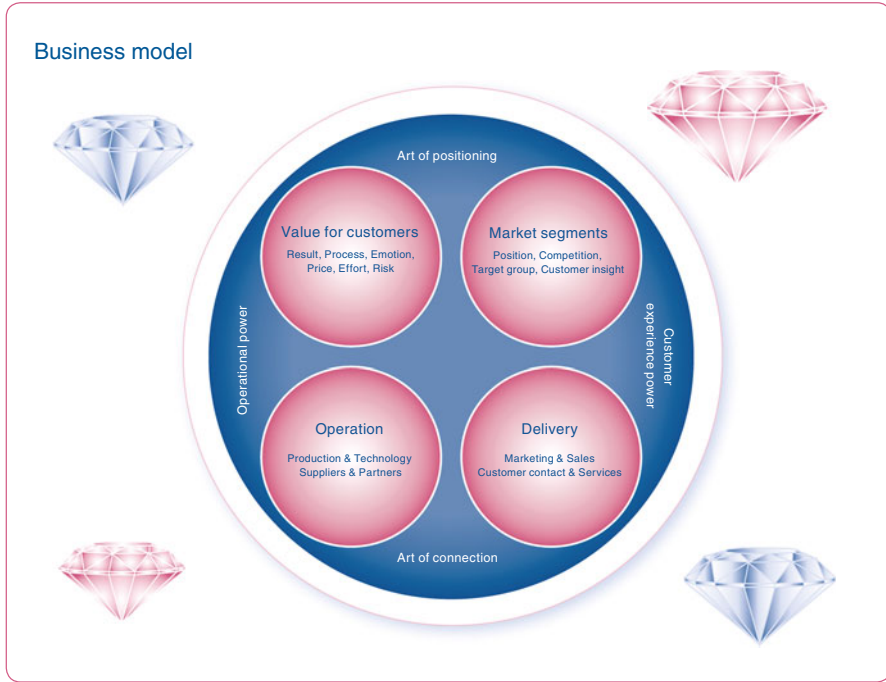 Business model
Art of positioning
Value for customers
Result, Process, Emotion,
Price, Effort, Risk
Market segments
Position, Competition,
Target group, Customer insight
Operational power
Customer
experience power
Operation
Production & Technology
Suppliers & Partners
Delivery
Marketing & Sales
Customer contact & Services
Art of connection